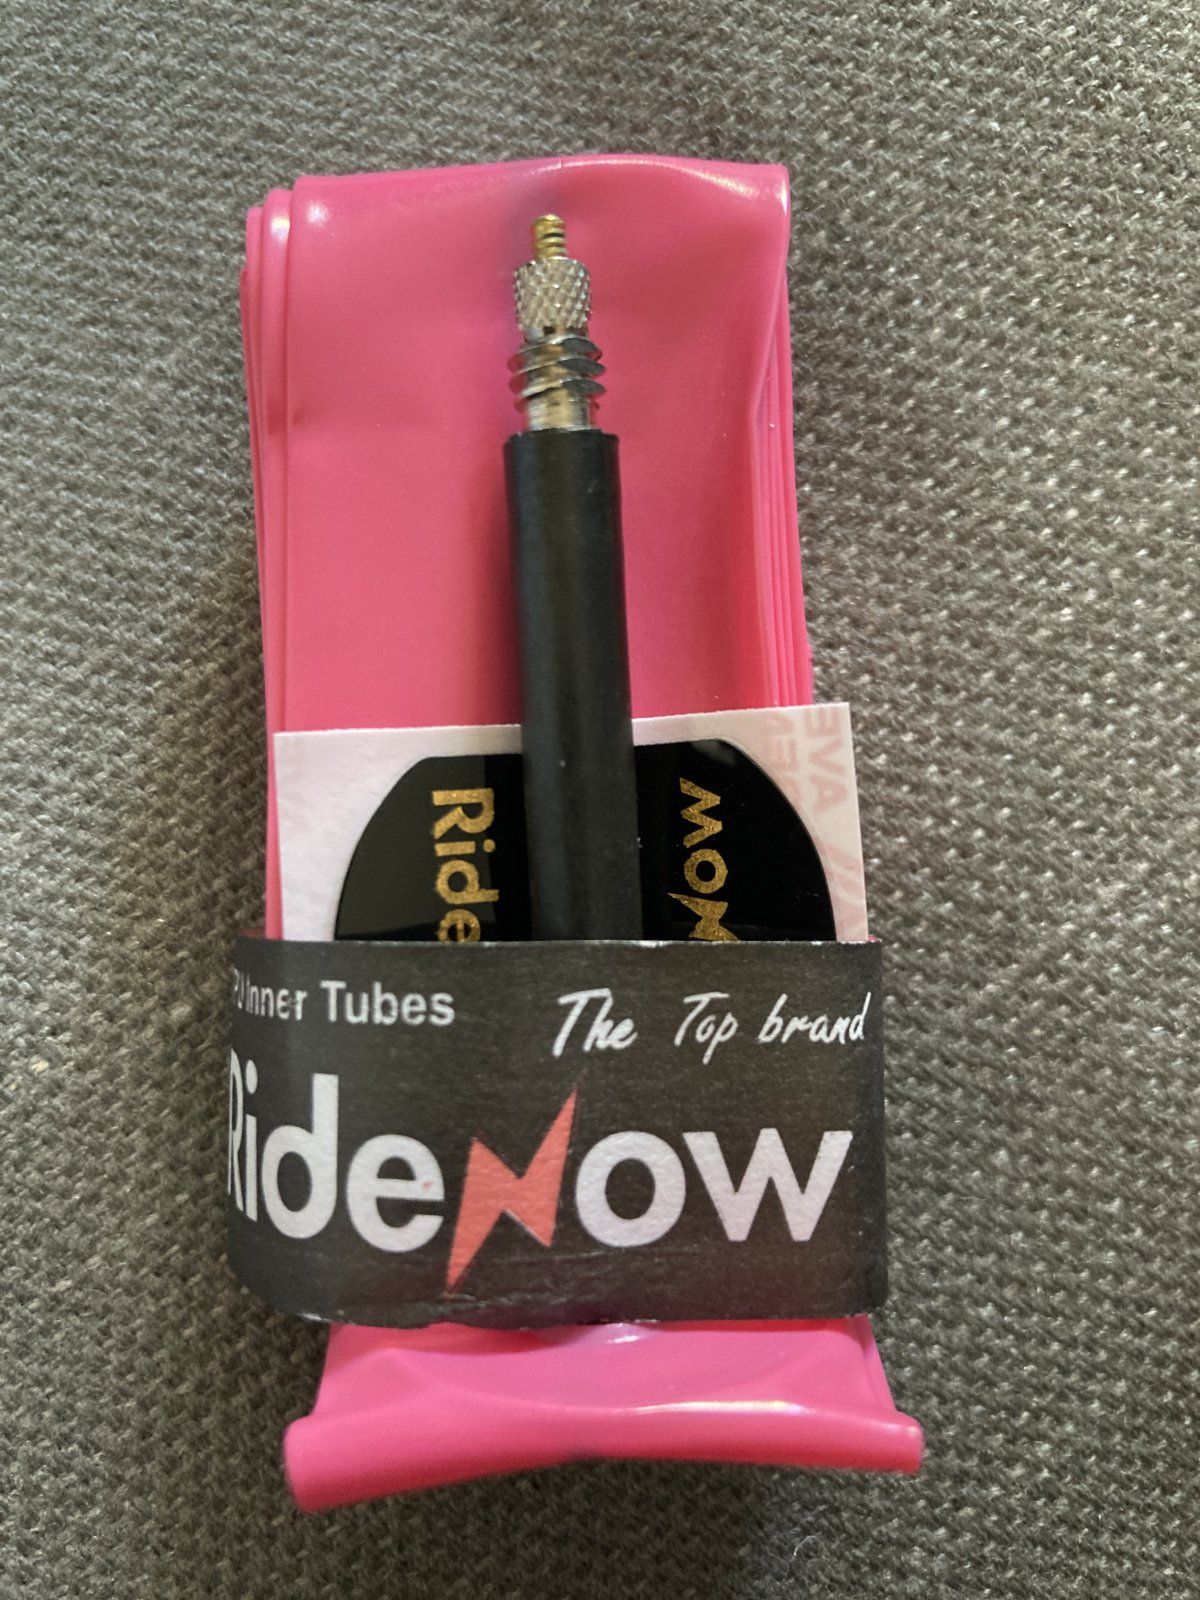 Ride
Now
Inner Tubes
The Top brand
RideNow